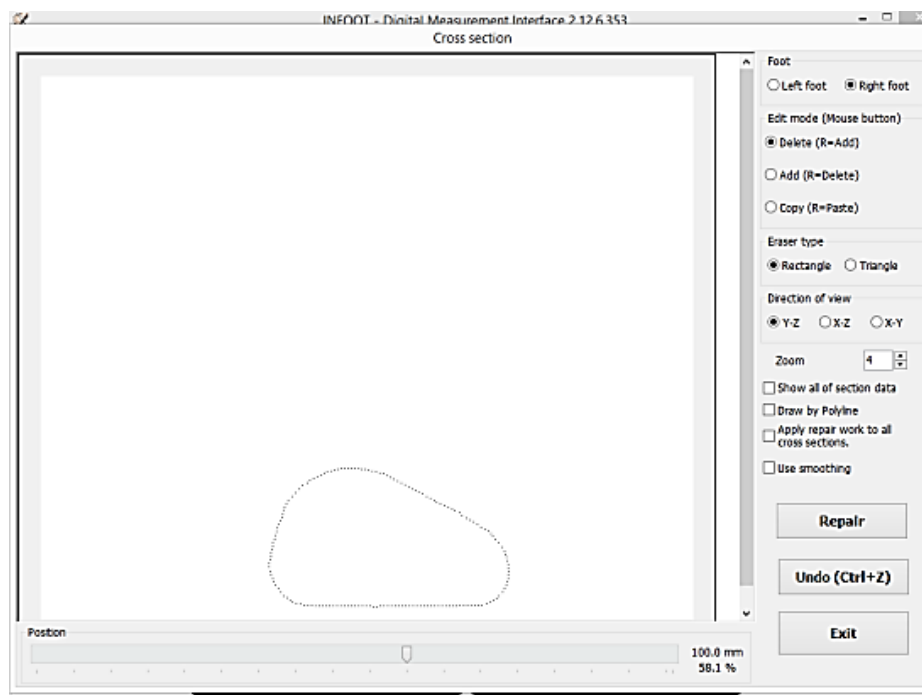 INFOOT - Digital Measurement Interface 2.12.6.353
Cross section
Foot
Left foot Right foot
Edit mode (Mouse button)
Delete (R=Add)
Add (R=Delete)
Copy (R=Paste)
Eraser type
Rectangle Triangle
Direction of view
Y-Z X-Z X-Y
Zoom 4
Show all of section data
Draw by Polyline
Apply repair work to all
cross sections.
Use smoothing
Repair
Undo (Ctrl+Z)
Exit
Position
100.0 mm
58.1 %